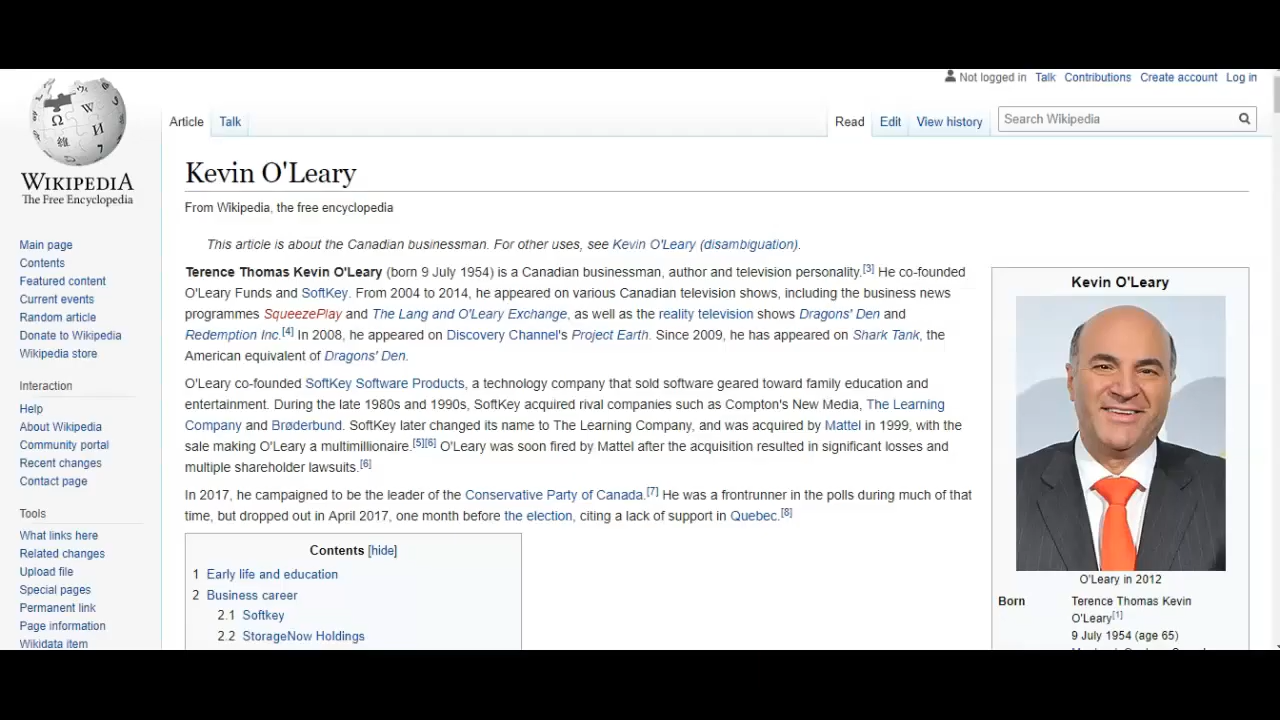 Not logged in Talk Contributions Create account Log in
Article Talk Read Edit View history Search Wikipedia
WIKIPEDIA
The Free Encyclopedia
Main page
Contents
Featured content
Current events
Random article
Donate to Wikipedia
Wikipedia store
Interaction
Help
About Wikipedia
Community portal
Recent changes
Contact page
Tools
What links here
Related changes
Upload file
Special pages
Permanent link
Page information
Wikidata item
Kevin O'Leary
From Wikipedia, the free encyclopedia
This article is about the Canadian businessman. For other uses, see Kevin O'Leary (disambiguation).
Terence Thomas Kevin O'Leary (born 9 July 1954) is a Canadian businessman, author and television personality.[3] He co-founded
O'Leary Funds and SoftKey. From 2004 to 2014, he appeared on various Canadian television shows, including the business news
programmes SqueezePlay and The Lang and O'Leary Exchange, as well as the reality television shows Dragons' Den and
Redemption Inc.[4] In 2008, he appeared on Discovery Channel's Project Earth. Since 2009, he has appeared on Shark Tank, the
American equivalent of Dragons' Den.
O'Leary co-founded SoftKey Software Products, a technology company that sold software geared toward family education and
entertainment. During the late 1980s and 1990s, SoftKey acquired rival companies such as Compton's New Media, The Learning
Company and Brøderbund. SoftKey later changed its name to The Learning Company, and was acquired by Mattel in 1999, with the
sale making O'Leary a multimillionaire.[5][6] O'Leary was soon fired by Mattel after the acquisition resulted in significant losses and
multiple shareholder lawsuits.[6]
In 2017, he campaigned to be the leader of the Conservative Party of Canada.[7] He was a frontrunner in the polls during much of that
time, but dropped out in April 2017, one month before the election, citing a lack of support in Quebec.[8]
Contents [hide]
1 Early life and education
2 Business career
2.1 Softkey
2.2 StorageNow Holdings
Kevin O'Leary
O'Leary in 2012
Born Terence Thomas Kevin
O'Leary[1]
9 July 1954 (age 65)